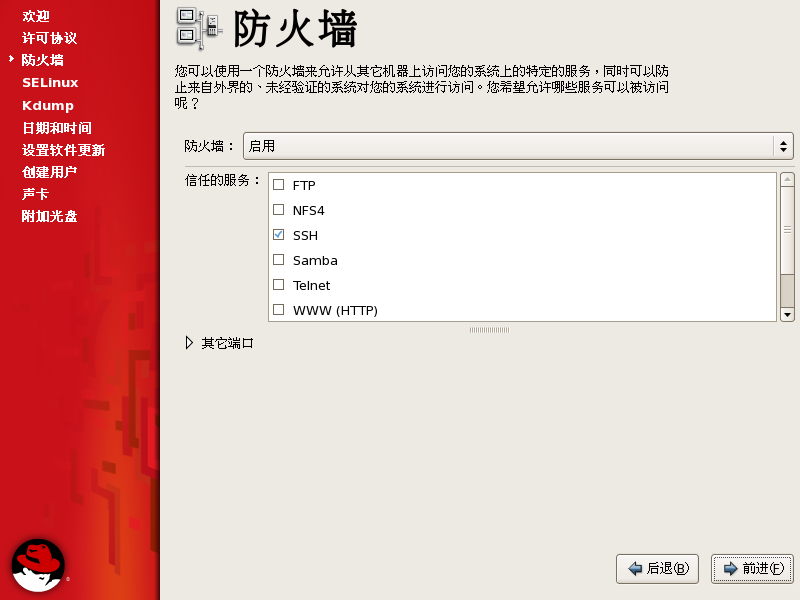 欢迎
许可协议
防火墙
SELinux
Kdump
日期和时间
设置软件更新
创建用户
声卡
附加光盘
防火墙
您可以使用一个防火墙来允许从其它机器上访问您的系统上的特定的服务，同时可以防
止来自外界的、未经验证的系统对您的系统进行访问。您希望允许哪些服务可以被访问
呢？
防火墙： 启用
信任的服务：
FTP
NFS4
SSH
Samba
Telnet
WWW (HTTP)
其它端口
后退(B) 前进(F)